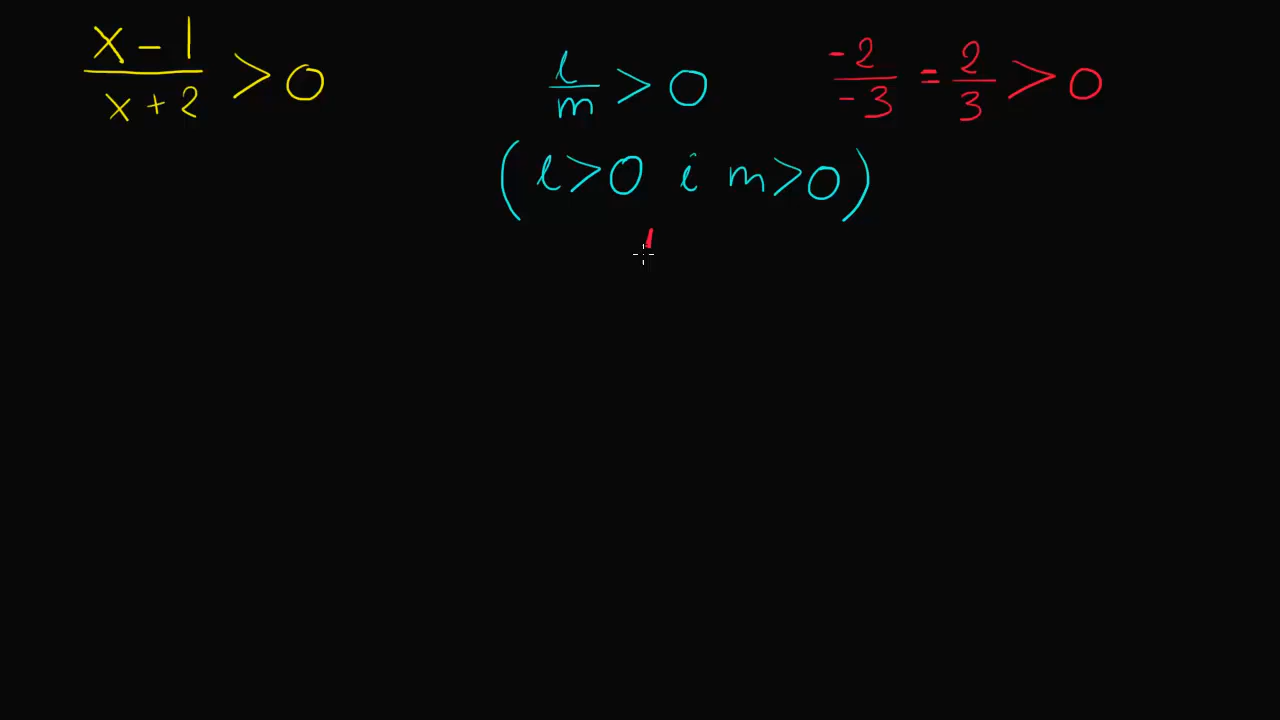 x - 1 / x + 2 > 0
l / m > 0
-2 / -3 = 2 / 3 > 0
(l > 0 i m > 0)